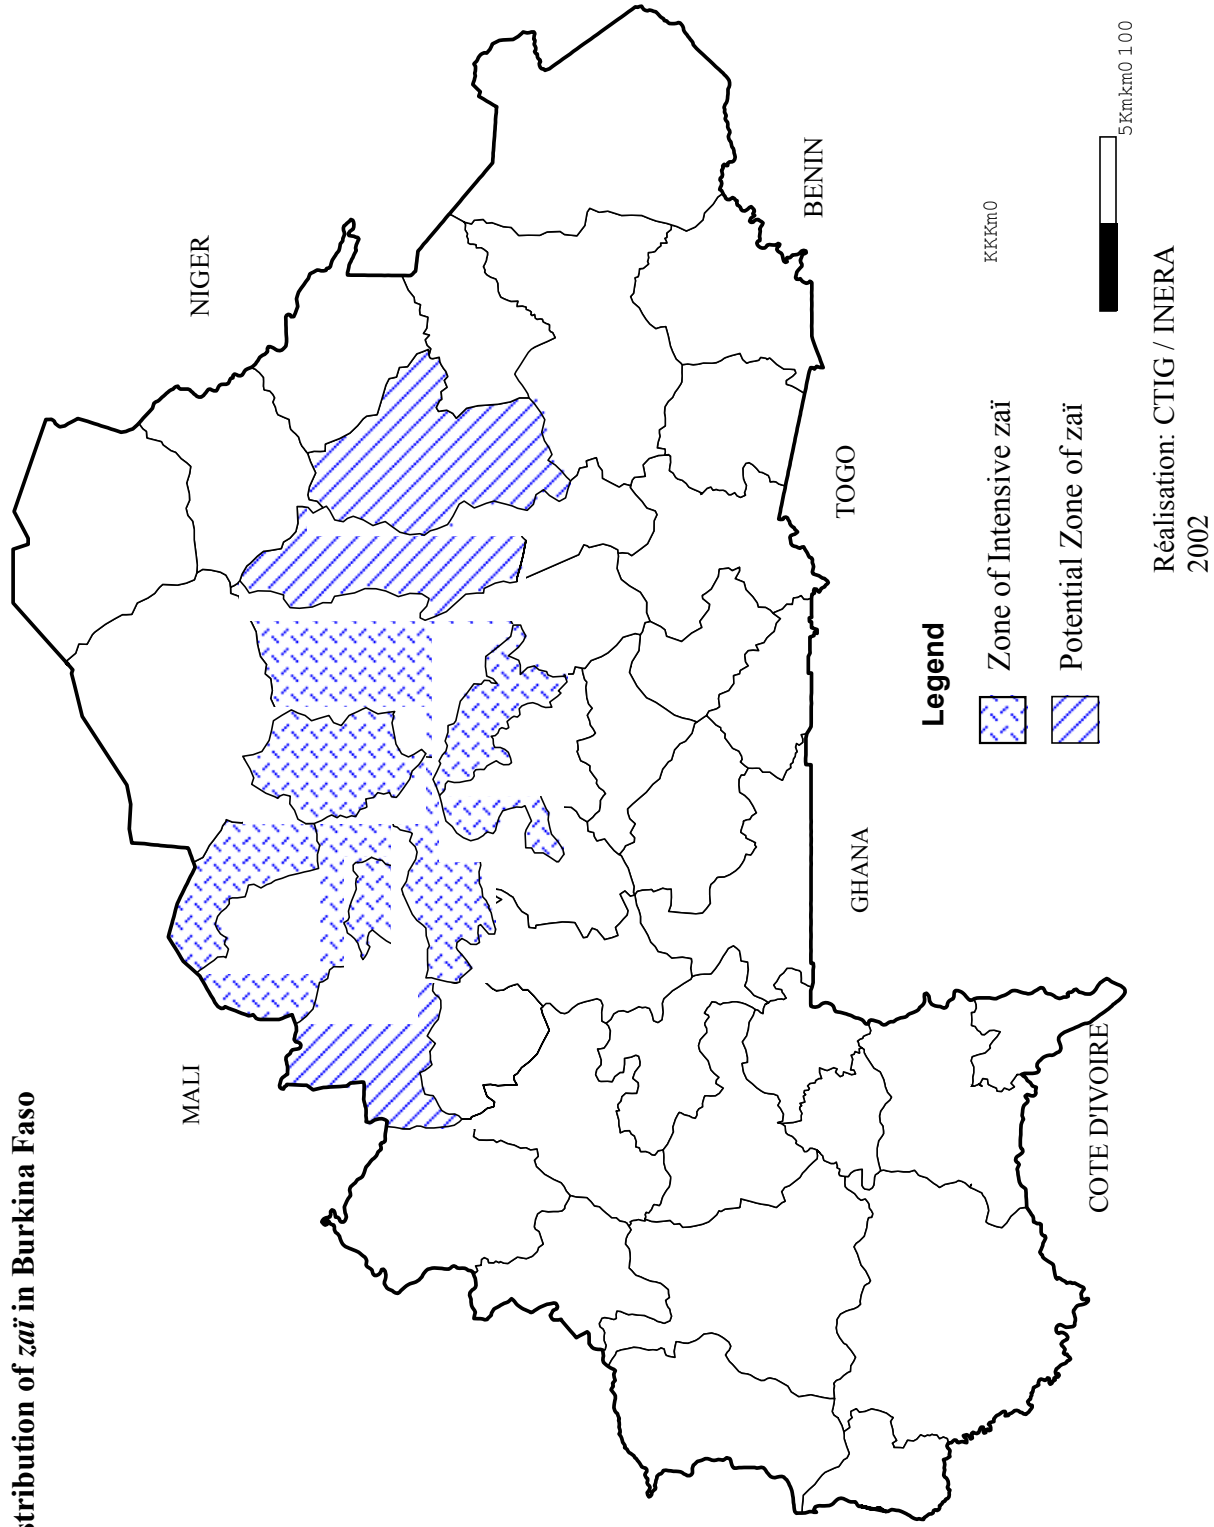 stribution of zaï in Burkina Faso
MALI
NIGER
BENIN
TOGO
GHANA
COTE D'IVOIRE
Legend
Zone of Intensive zaï
Potential Zone of zaï
KKKm0
5Kmkm0 100
Réalisation: CTIG / INERA
2002